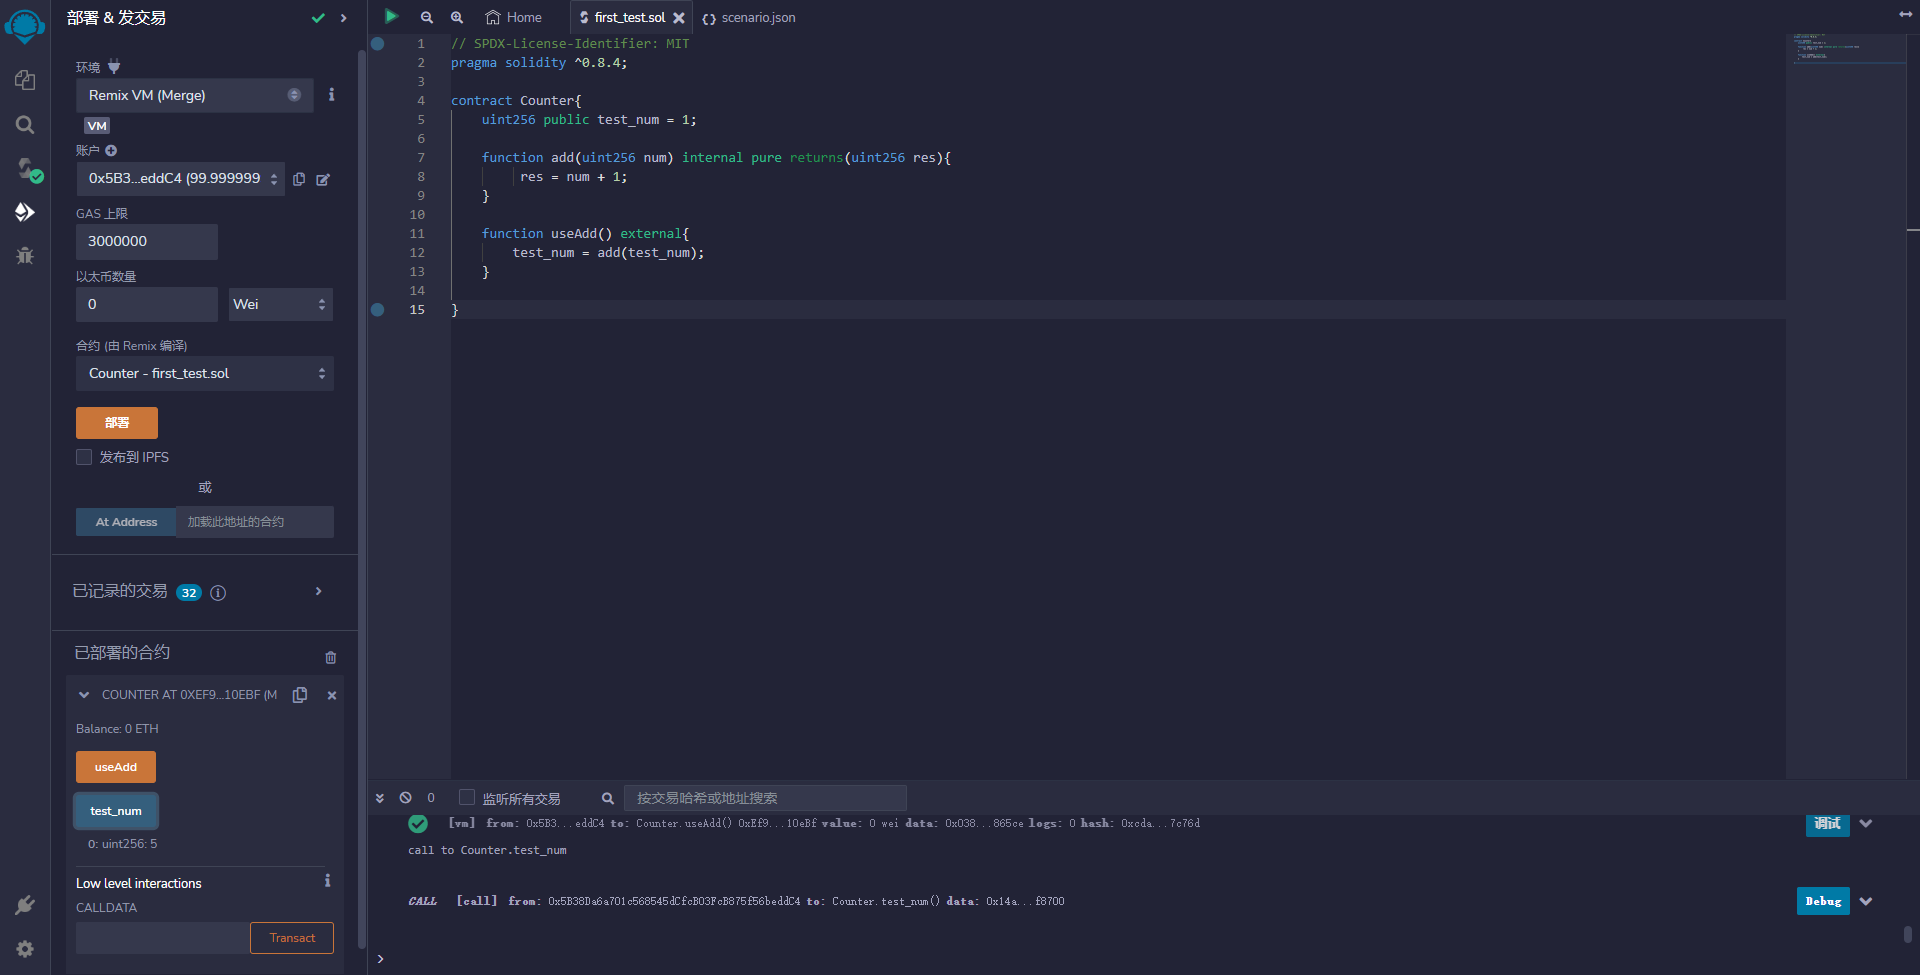 部署 & 发交易
环境
Remix VM (Merge)
VM
账户
0x5B3...eddC4 (99.999999
GAS 上限
3000000
以太币数量
0
Wei
合约 (由 Remix 编译)
Counter - first_test.sol
部署
发布到 IPFS
或
At Address
加载此地址的合约
已记录的交易 32
已部署的合约
COUNTER AT 0XEF9...10EBF (M
Balance: 0 ETH
useAdd
test_num
0: uint256: 5
Low level interactions
CALLDATA
Transact
Home
first_test.sol
scenario.json
1 // SPDX-License-Identifier: MIT
2 pragma solidity ^0.8.4;
3
4 contract Counter{
5 uint256 public test_num = 1;
6
7 function add(uint256 num) internal pure returns(uint256 res){
8 res = num + 1;
9 }
10
11 function useAdd() external{
12 test_num = add(test_num);
13 }
14
15 }
0
监听所有交易
按交易哈希或地址搜索
[vm] from: 0x5B3...eddC4 to: Counter.useAdd() 0xEf9...10eBf value: 0 wei data: 0x038...865ce logs: 0 hash: 0xcda...7c76d
调试
call to Counter.test_num
CALL [call] from: 0x5B38Da6a701c568545dCfcB03FcB875f56beddC4 to: Counter.test_num() data: 0x14a...f8700
Debug
>